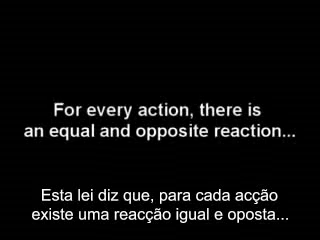 For every action, there is
an equal and opposite reaction...
Esta lei diz que, para cada acção
existe uma reacção igual e oposta...